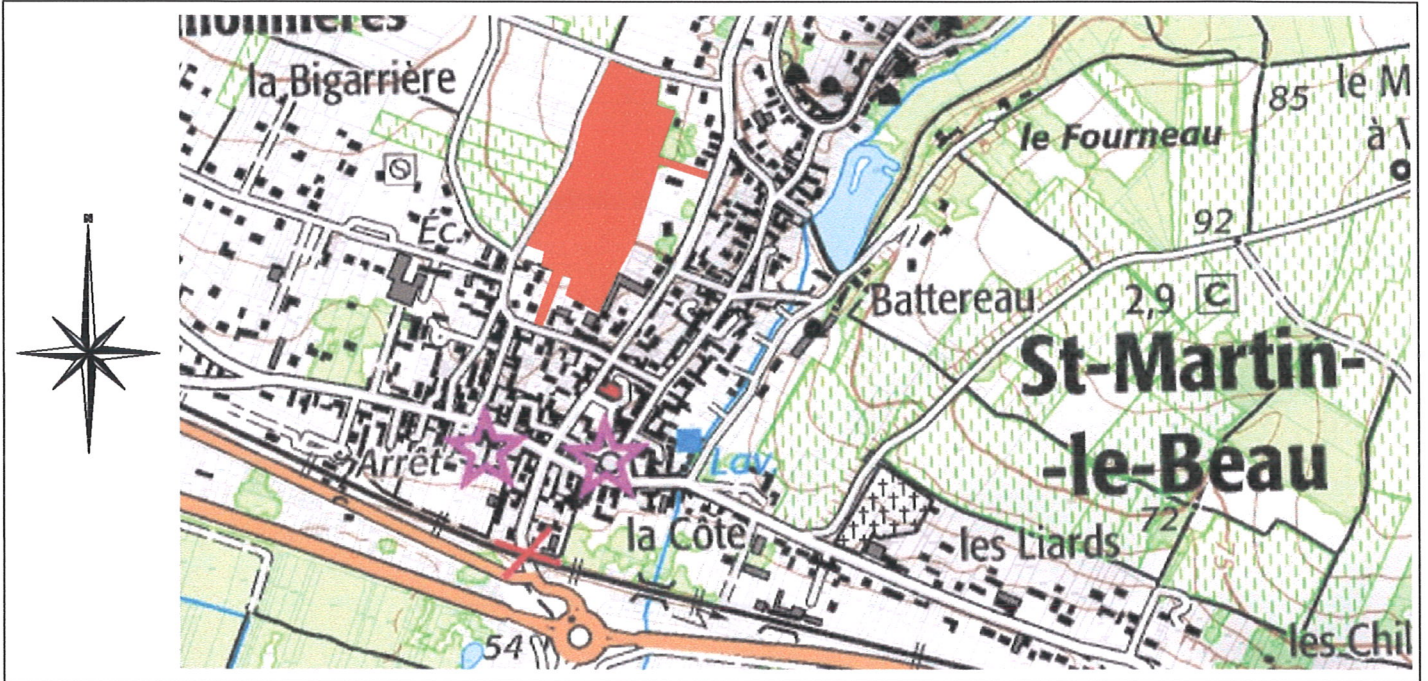 la Bigarrière
85
le M
le Fourneau
à V
Éc.
92
Battereau
2,9
C
St-Martin-
-le-Beau
Arrêt
Lav.
72
la Côte
les Liards
54
les Chil